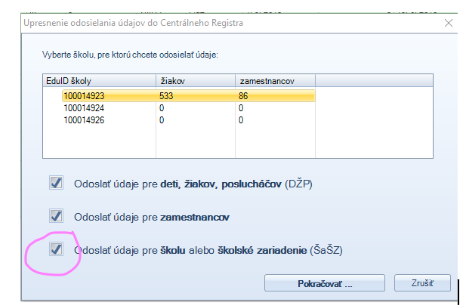 Upresnenie odosielania údajov do Centrálneho Registra
Vyberte školu, pre ktorú chcete odosielať údaje:
EduID školy žiakov zamestnancov
100014923 533 86
100014924 0 0
100014926 0 0
Odoslať údaje pre deti, žiakov, poslucháčov (DŽP)
Odoslať údaje pre zamestnancov
Odoslať údaje pre školu alebo školské zariadenie (ŠaŠZ)
Pokračovať ... Zrušiť